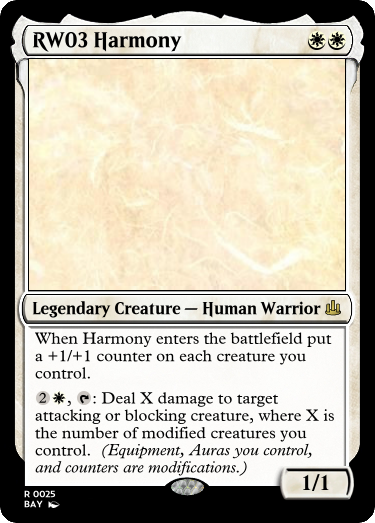 RW03 Harmony
Legendary Creature — Human Warrior
When Harmony enters the battlefield put
a +1/+1 counter on each creature you
control.
2 , : Deal X damage to target
attacking or blocking creature, where X is
the number of modified creatures you
control. (Equipment, Auras you control,
and counters are modifications.)
1/1
R 0025
BAY